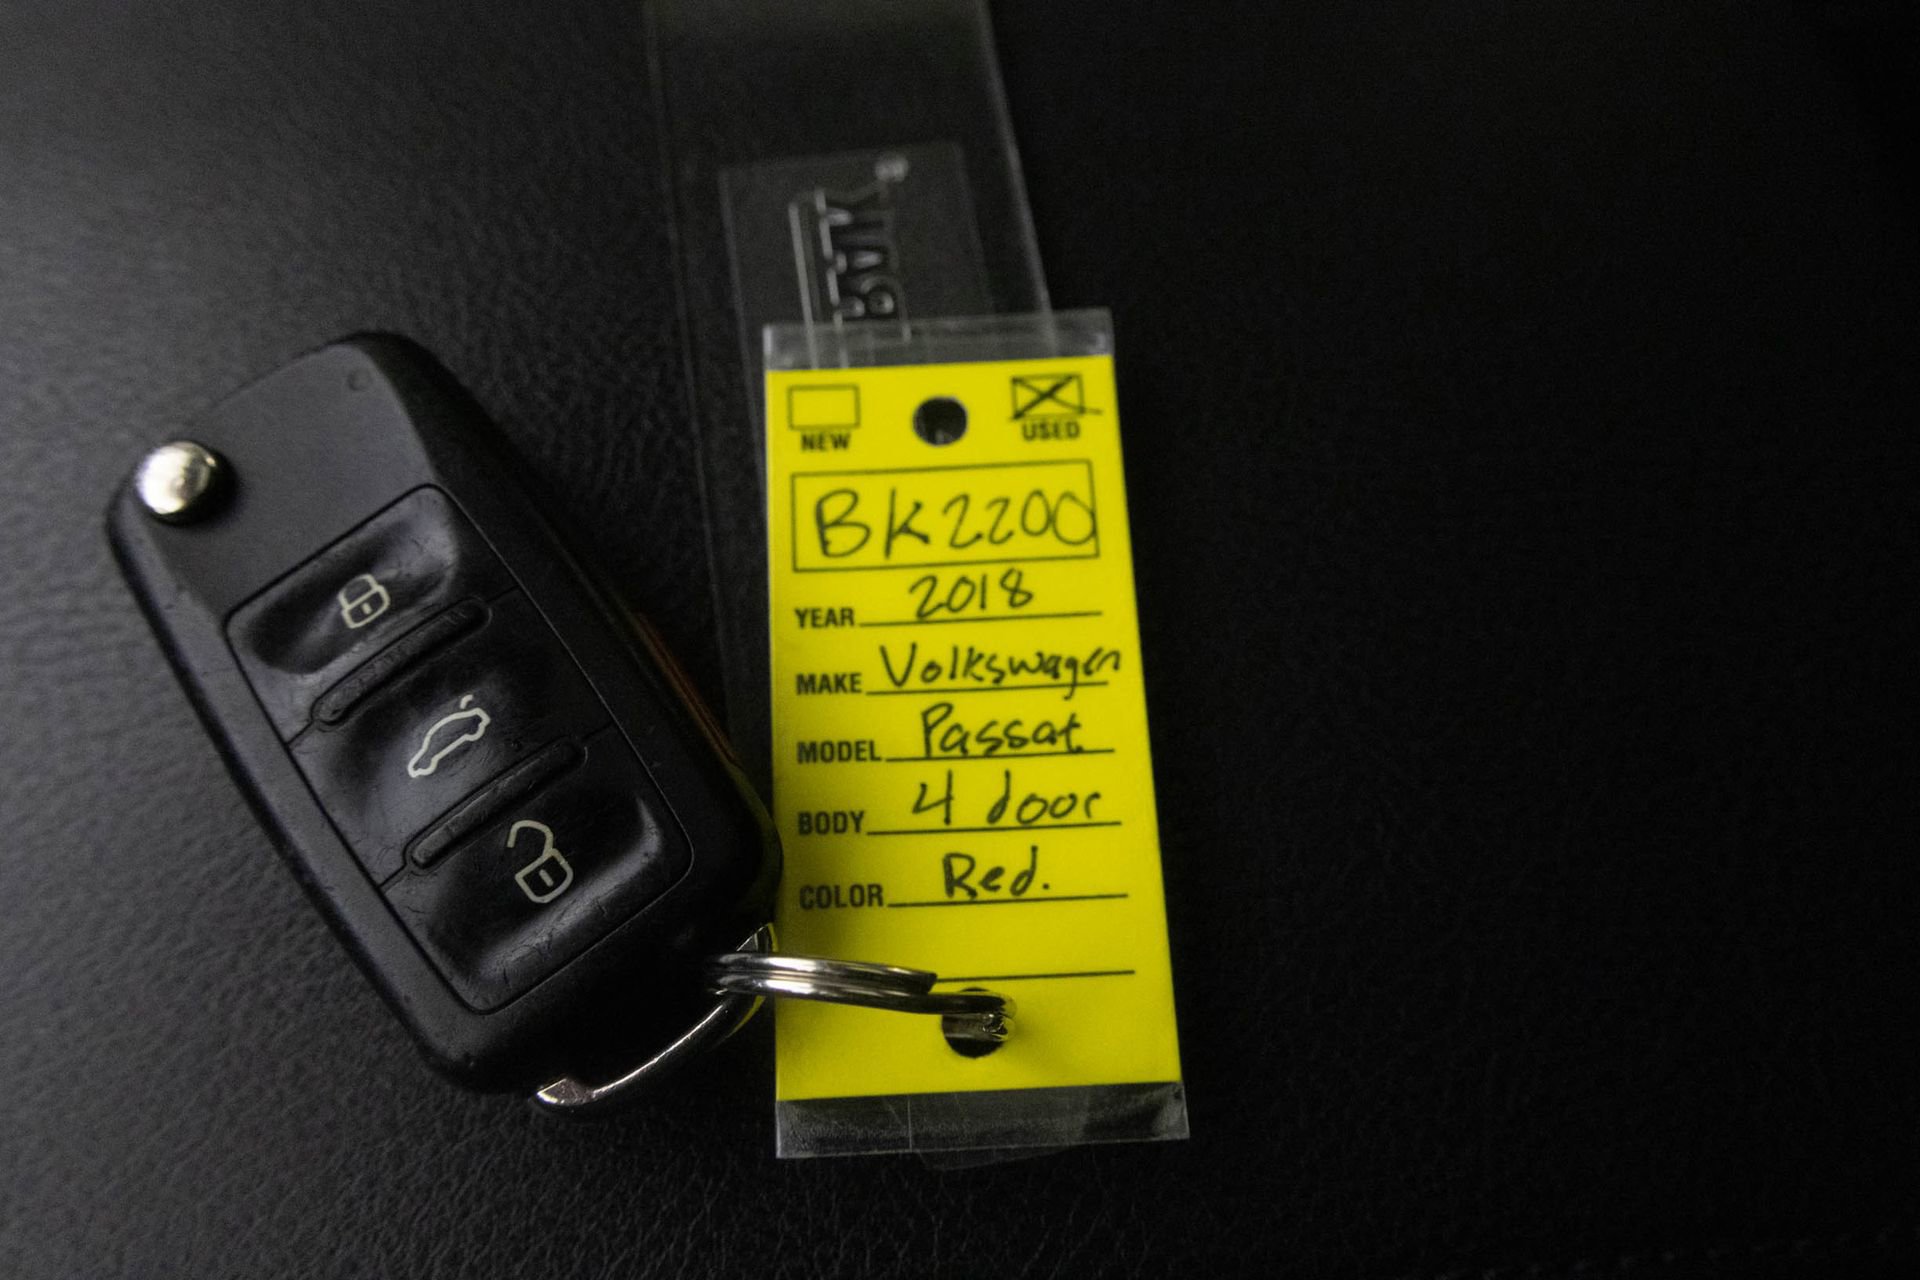 NEW USED
BK2200
YEAR 2018
MAKE Volkswagen
MODEL Passat
BODY 4 door
COLOR Red.